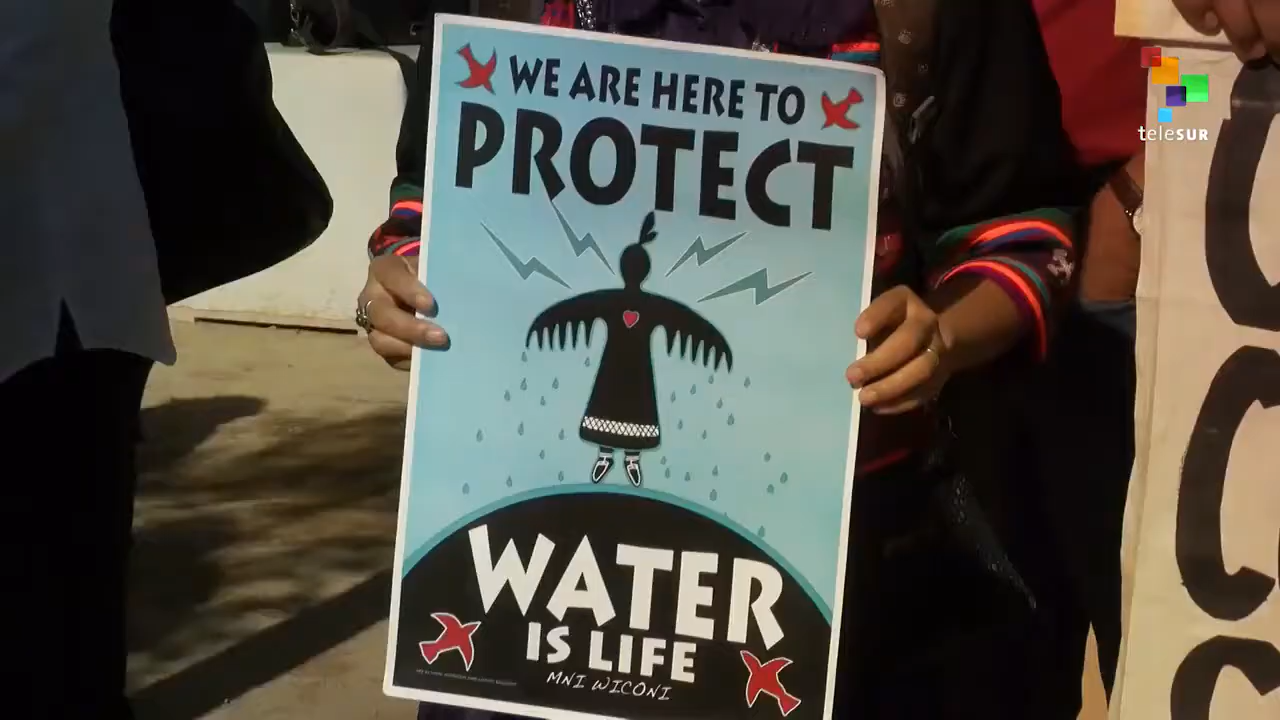 WE ARE HERE TO
PROTECT
WATER
IS LIFE
MNI WICONI
teleSUR